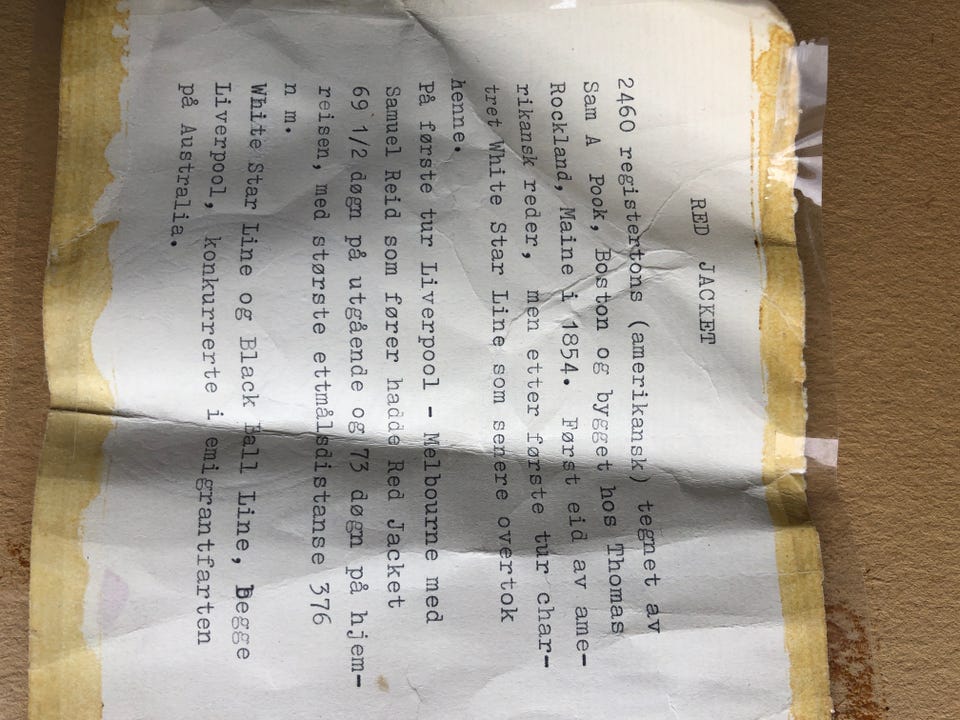 RED JACKET
2460 registertons (amerikansk) tegnet av
Sam A Pook, Boston og bygget hos Thomas
Rockland, Maine i 1854. Først eid av ame-
rikansk reder, men etter første tur char-
tret White Star Line som senere overtok
henne.
På første tur Liverpool - Melbourne med
Samuel Reid som fører hadde Red Jacket
69 1/2 døgn på utgående og 73 døgn på hjem-
reisen, med største ettmålsdistanse 376
n m.
White Star Line og Black Ball Line, begge
Liverpool, konkurrerte i emigrantfarten
på Australia.